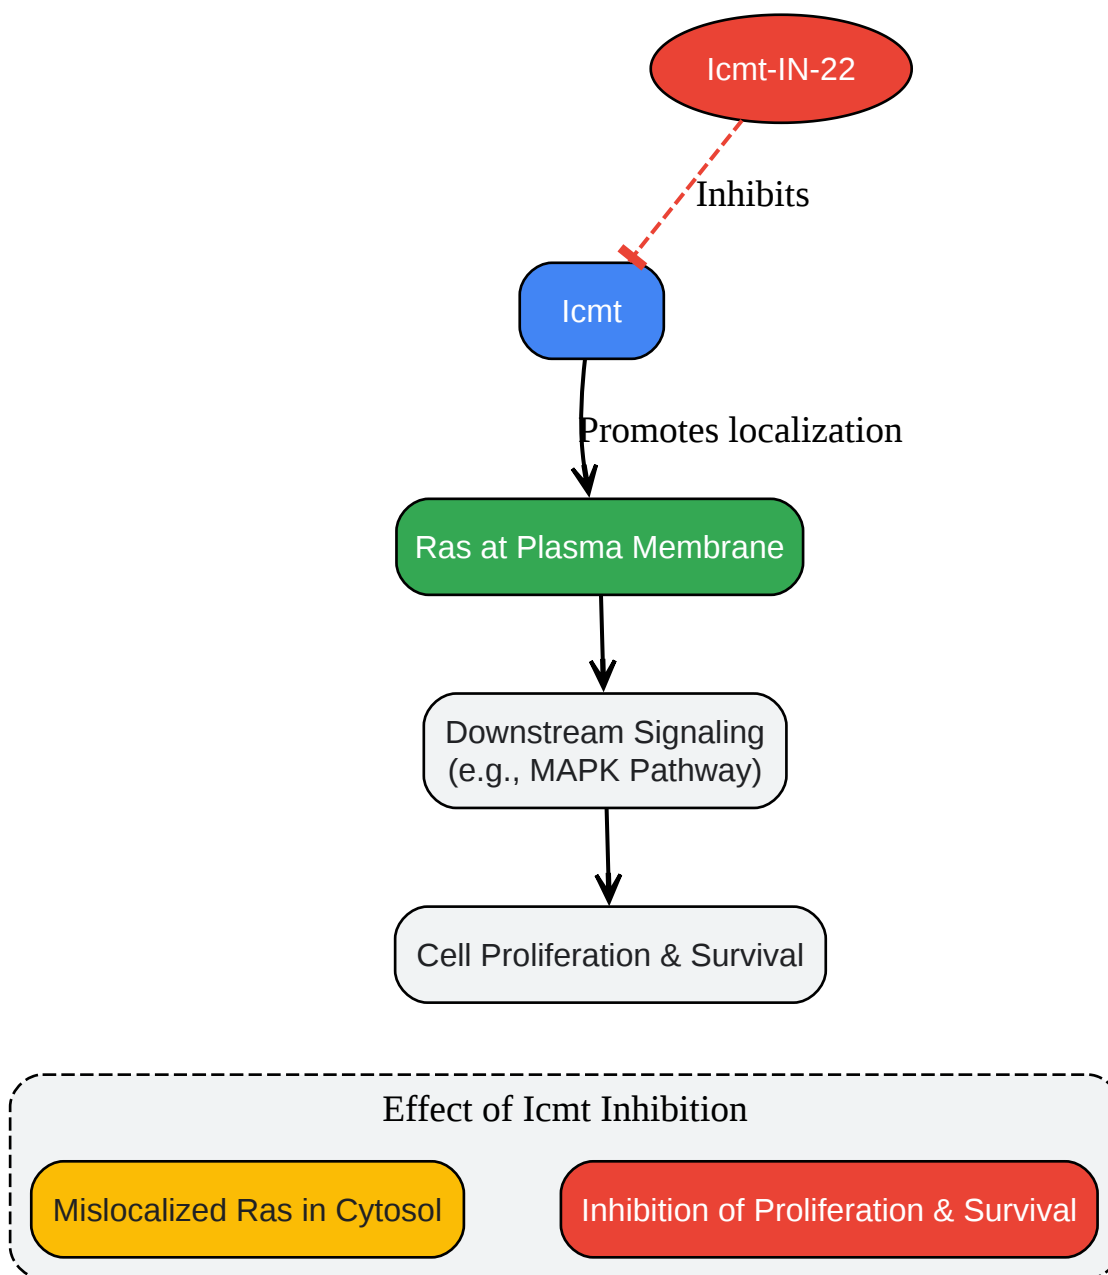 Icmt-IN-22
Inhibits
Icmt
Promotes localization
Ras at Plasma Membrane
Downstream Signaling
(e.g., MAPK Pathway)
Cell Proliferation & Survival
Effect of Icmt Inhibition
Mislocalized Ras in Cytosol
Inhibition of Proliferation & Survival